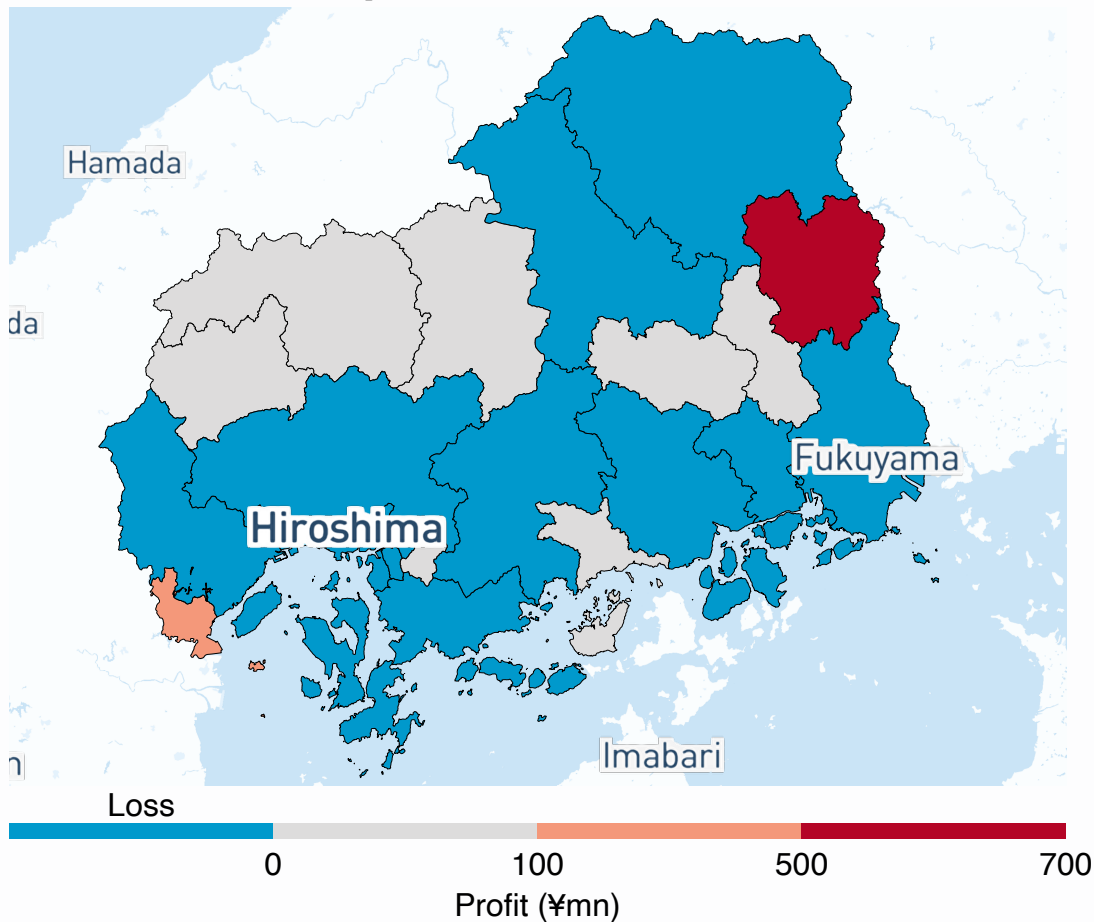 Hamada
da
Fukuyama
Hiroshima
Imabari
n
Loss
0 100 500 700
Profit (¥mn)